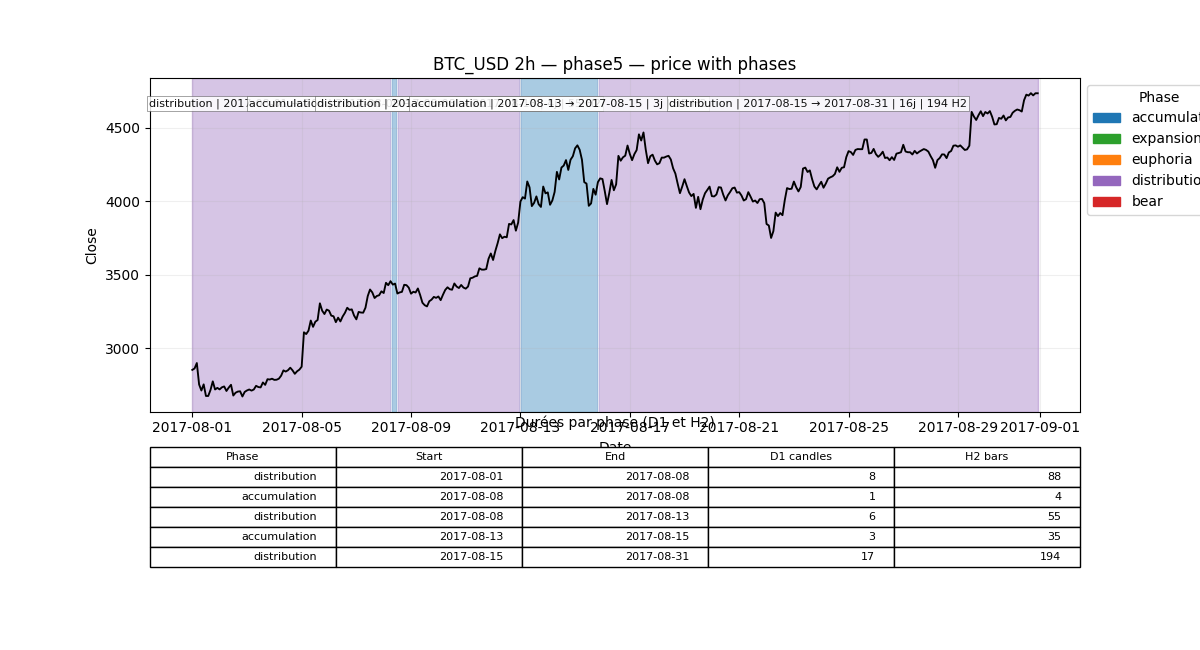 BTC_USD 2h — phase5 — price with phases
distribution | 2017
accumulatio
distribution | 201
accumulation | 2017-08-13 → 2017-08-15 | 3j
distribution | 2017-08-15 → 2017-08-31 | 16j | 194 H2
Phase
accumulat
expansion
euphoria
distributio
bear
Close
4500
4000
3500
3000
2017-08-01 2017-08-05 2017-08-09 2017-08-13 2017-08-17 2017-08-21 2017-08-25 2017-08-29 2017-09-01
Durées par phase (D1 et H2)
Date
Phase Start End D1 candles H2 bars
distribution 2017-08-01 2017-08-08 8 88
accumulation 2017-08-08 2017-08-08 1 4
distribution 2017-08-08 2017-08-13 6 55
accumulation 2017-08-13 2017-08-15 3 35
distribution 2017-08-15 2017-08-31 17 194